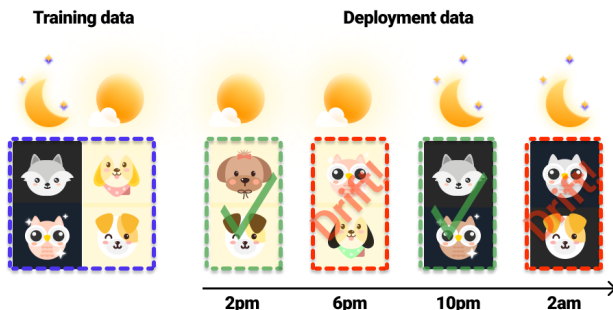 Training data
Deployment data
Drift!
Drift!
2pm
6pm
10pm
2am